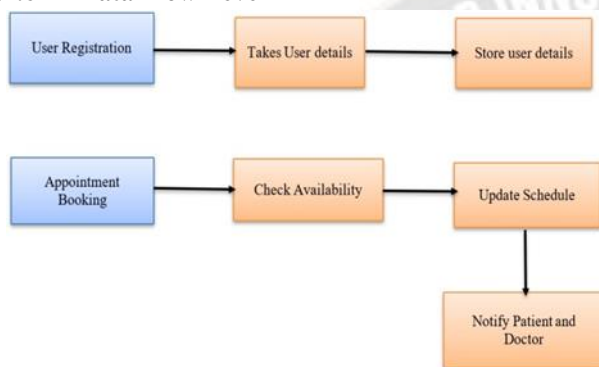 User Registration
Takes User details
Store user details
Appointment
Booking
Check Availability
Update Schedule
Notify Patient and
Doctor